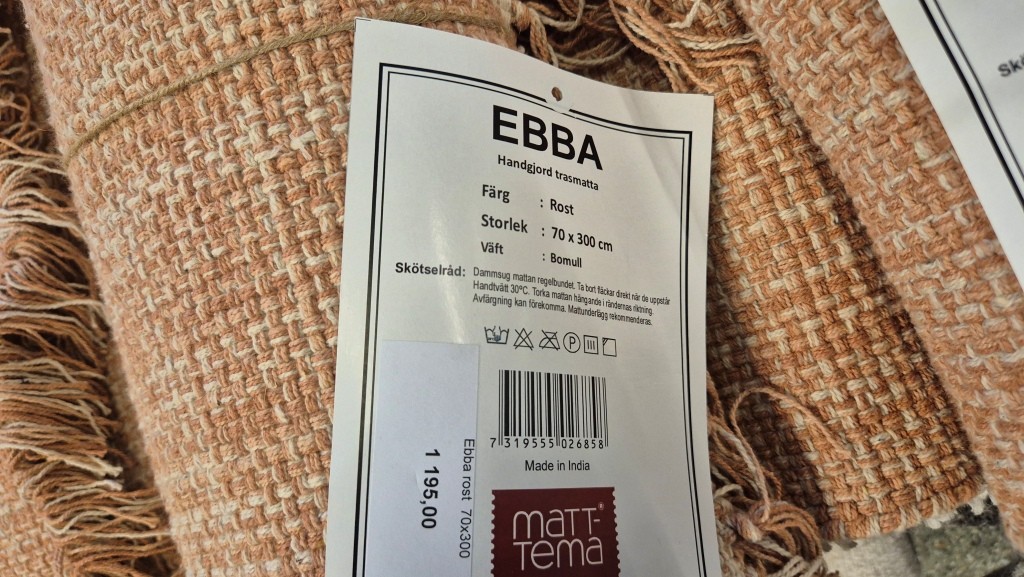 EBBA
Handgjord trasmatta
Färg : Rost
Storlek : 70 x 300 cm
Väft : Bomull
Skötselråd: Dammsug mattan regelbundet. Ta bort fläckar direkt när de uppstår
Handtvätt 30°C. Torka mattan hängande i rändernas riktning.
Avfärgning kan förekomma. Mattunderlägg rekommenderas.
P
7 319555 026858
Made in India
Ebba rost 70x300
1 195,00
MATT-
TEMA®
Skö